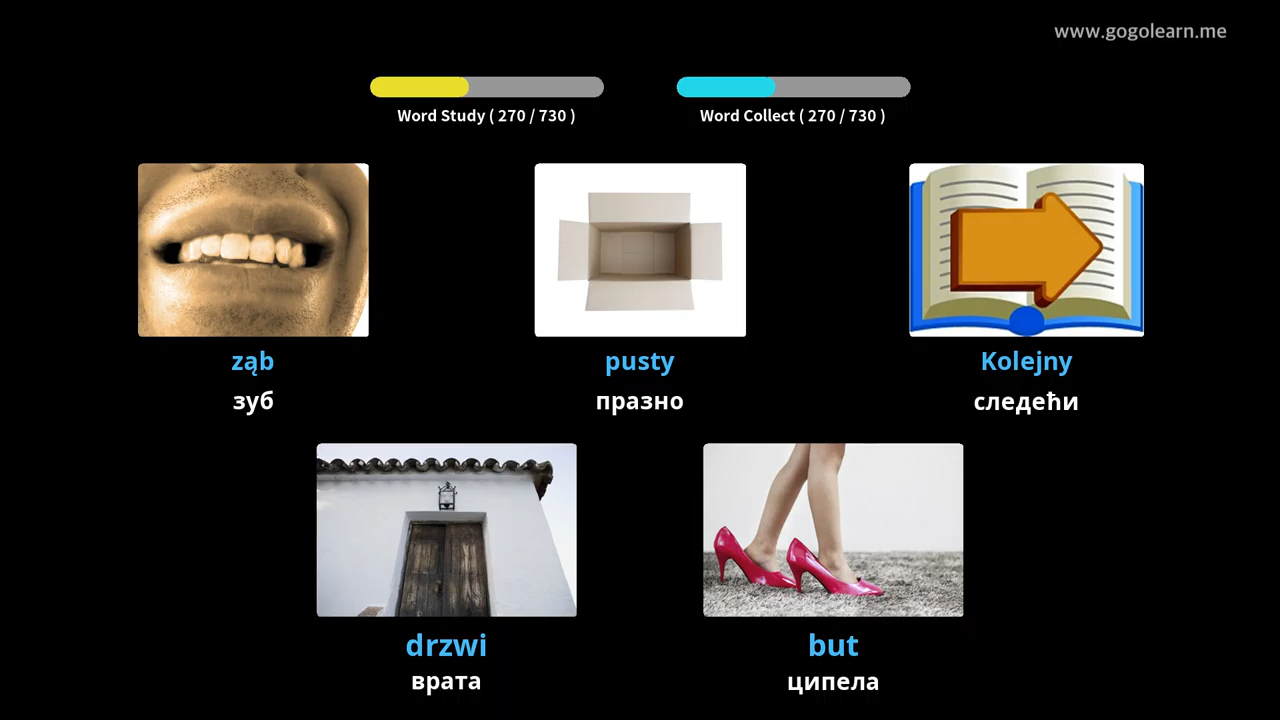 www.gogolearn.me
Word Study ( 270 / 730 )
Word Collect ( 270 / 730 )
ząb
pusty
Kolejny
зуб
празно
следећи
drzwi
but
врата
ципела